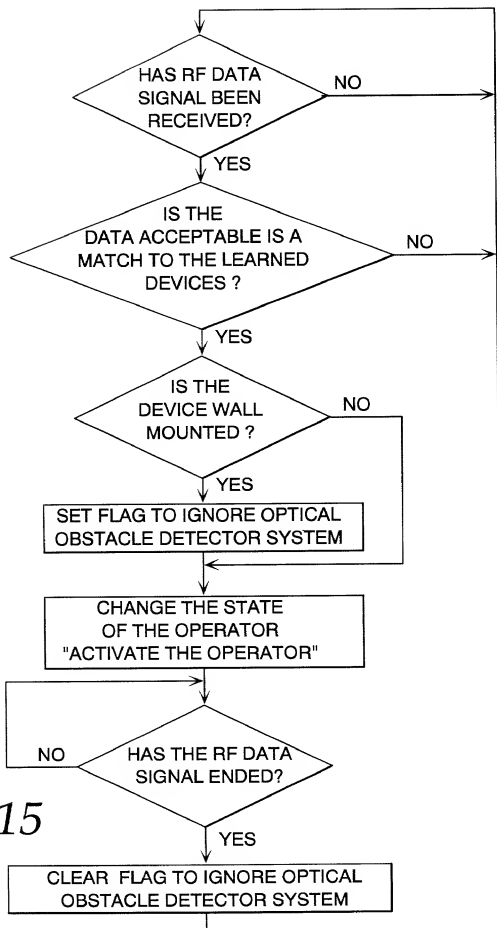 HAS RF DATA
SIGNAL BEEN
RECEIVED?
NO
YES
IS THE
DATA ACCEPTABLE IS A
MATCH TO THE LEARNED
DEVICES ?
NO
YES
IS THE
DEVICE WALL
MOUNTED ?
NO
YES
SET FLAG TO IGNORE OPTICAL
OBSTACLE DETECTOR SYSTEM
CHANGE THE STATE
OF THE OPERATOR
"ACTIVATE THE OPERATOR"
HAS THE RF DATA
SIGNAL ENDED?
NO
YES
15
CLEAR FLAG TO IGNORE OPTICAL
OBSTACLE DETECTOR SYSTEM